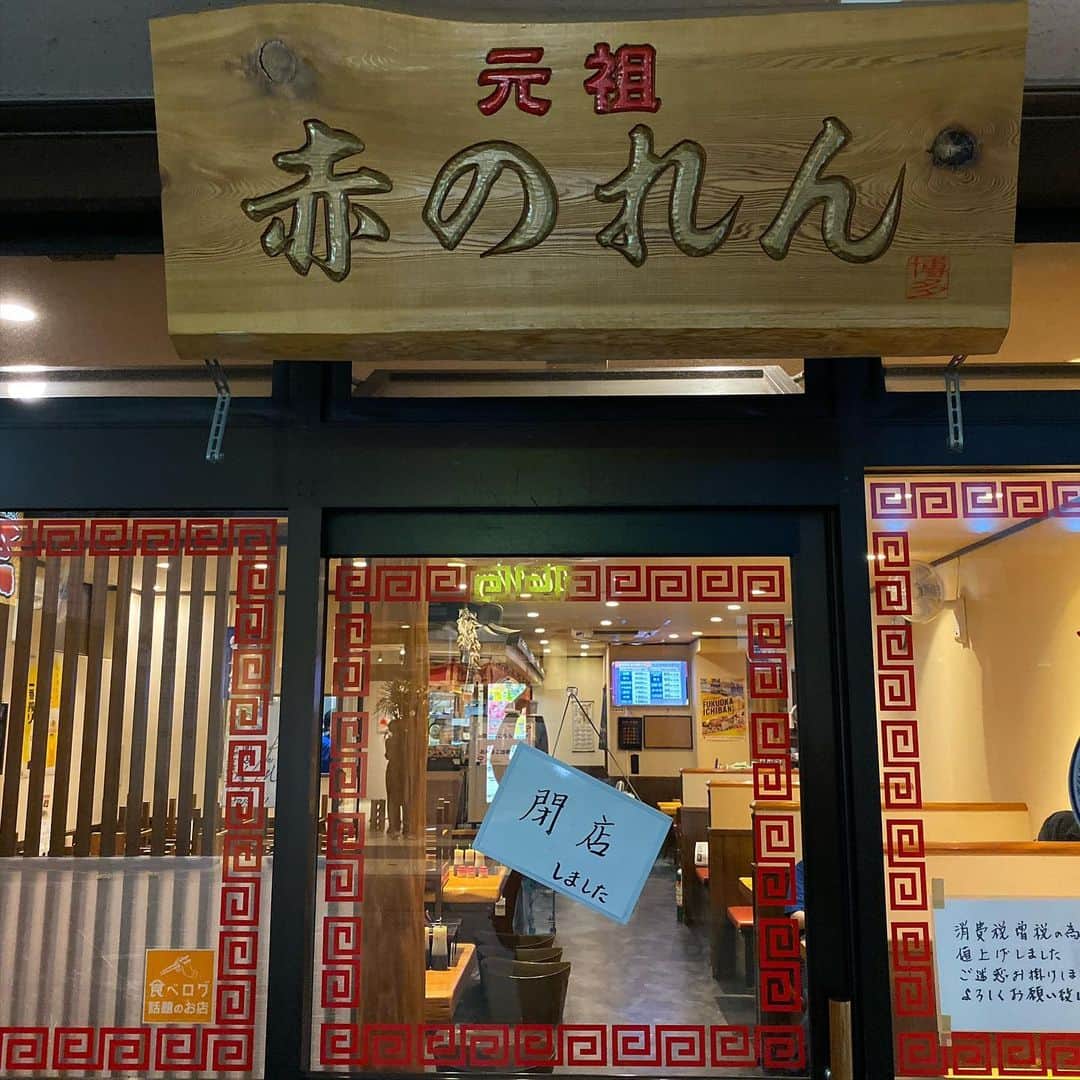 元祖
赤のれん
博多
FUKUOKA
ICHIBAN
閉店
しました
消費税増税の為
値上げしました
ご迷惑お掛けしま
よろしくお願い致し
食べログ
話題のお店